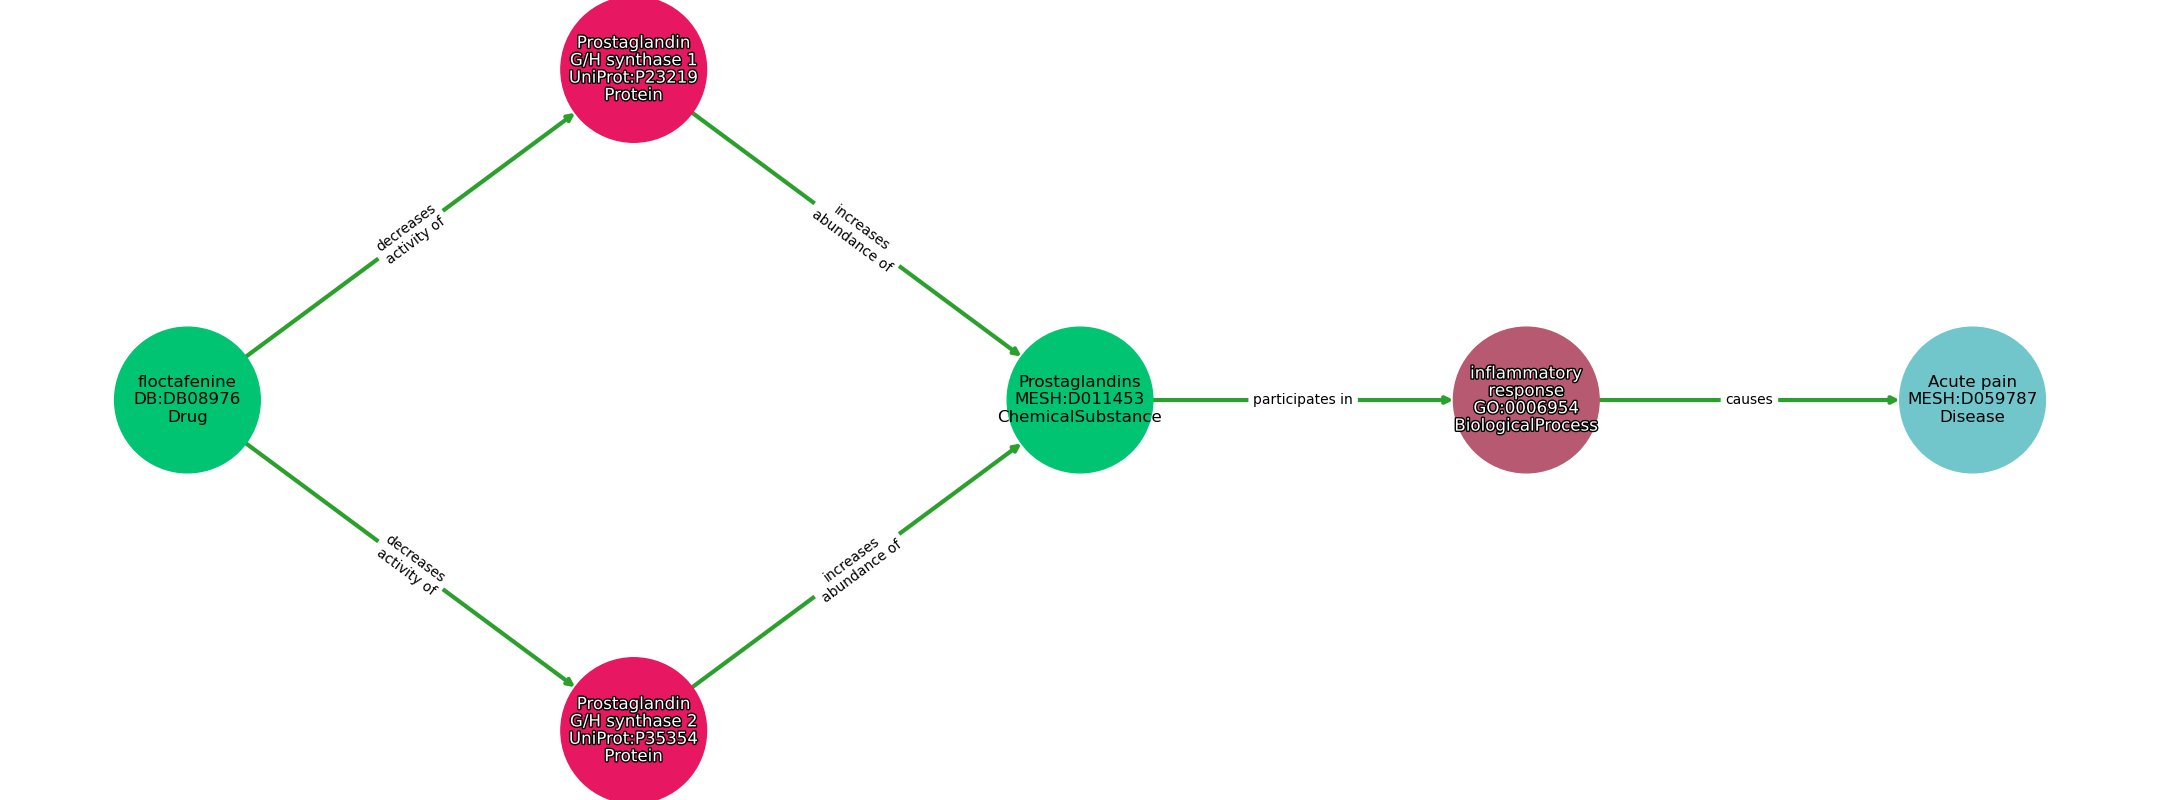 Prostaglandin
G/H synthase 1
UniProt:P23219
Protein
decreases
activity of
increases
abundance of
floctafenine
DB:DB08976
Drug
Prostaglandins
MESH:D011453
ChemicalSubstance
participates in
inflammatory
response
GO:0006954
BiologicalProcess
causes
Acute pain
MESH:D059787
Disease
decreases
activity of
increases
abundance of
Prostaglandin
G/H synthase 2
UniProt:P35354
Protein